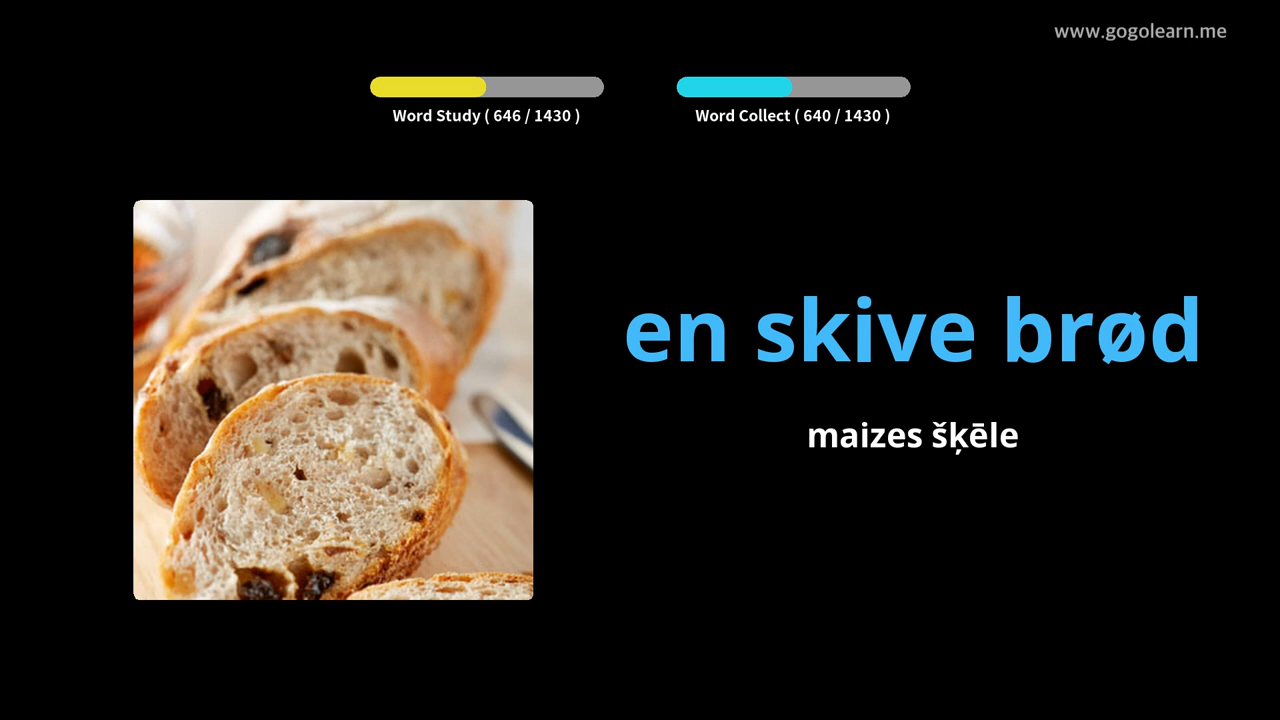 www.gogolearn.me
Word Study ( 646 / 1430 )
Word Collect ( 640 / 1430 )
en skive brød
maizes šķēle